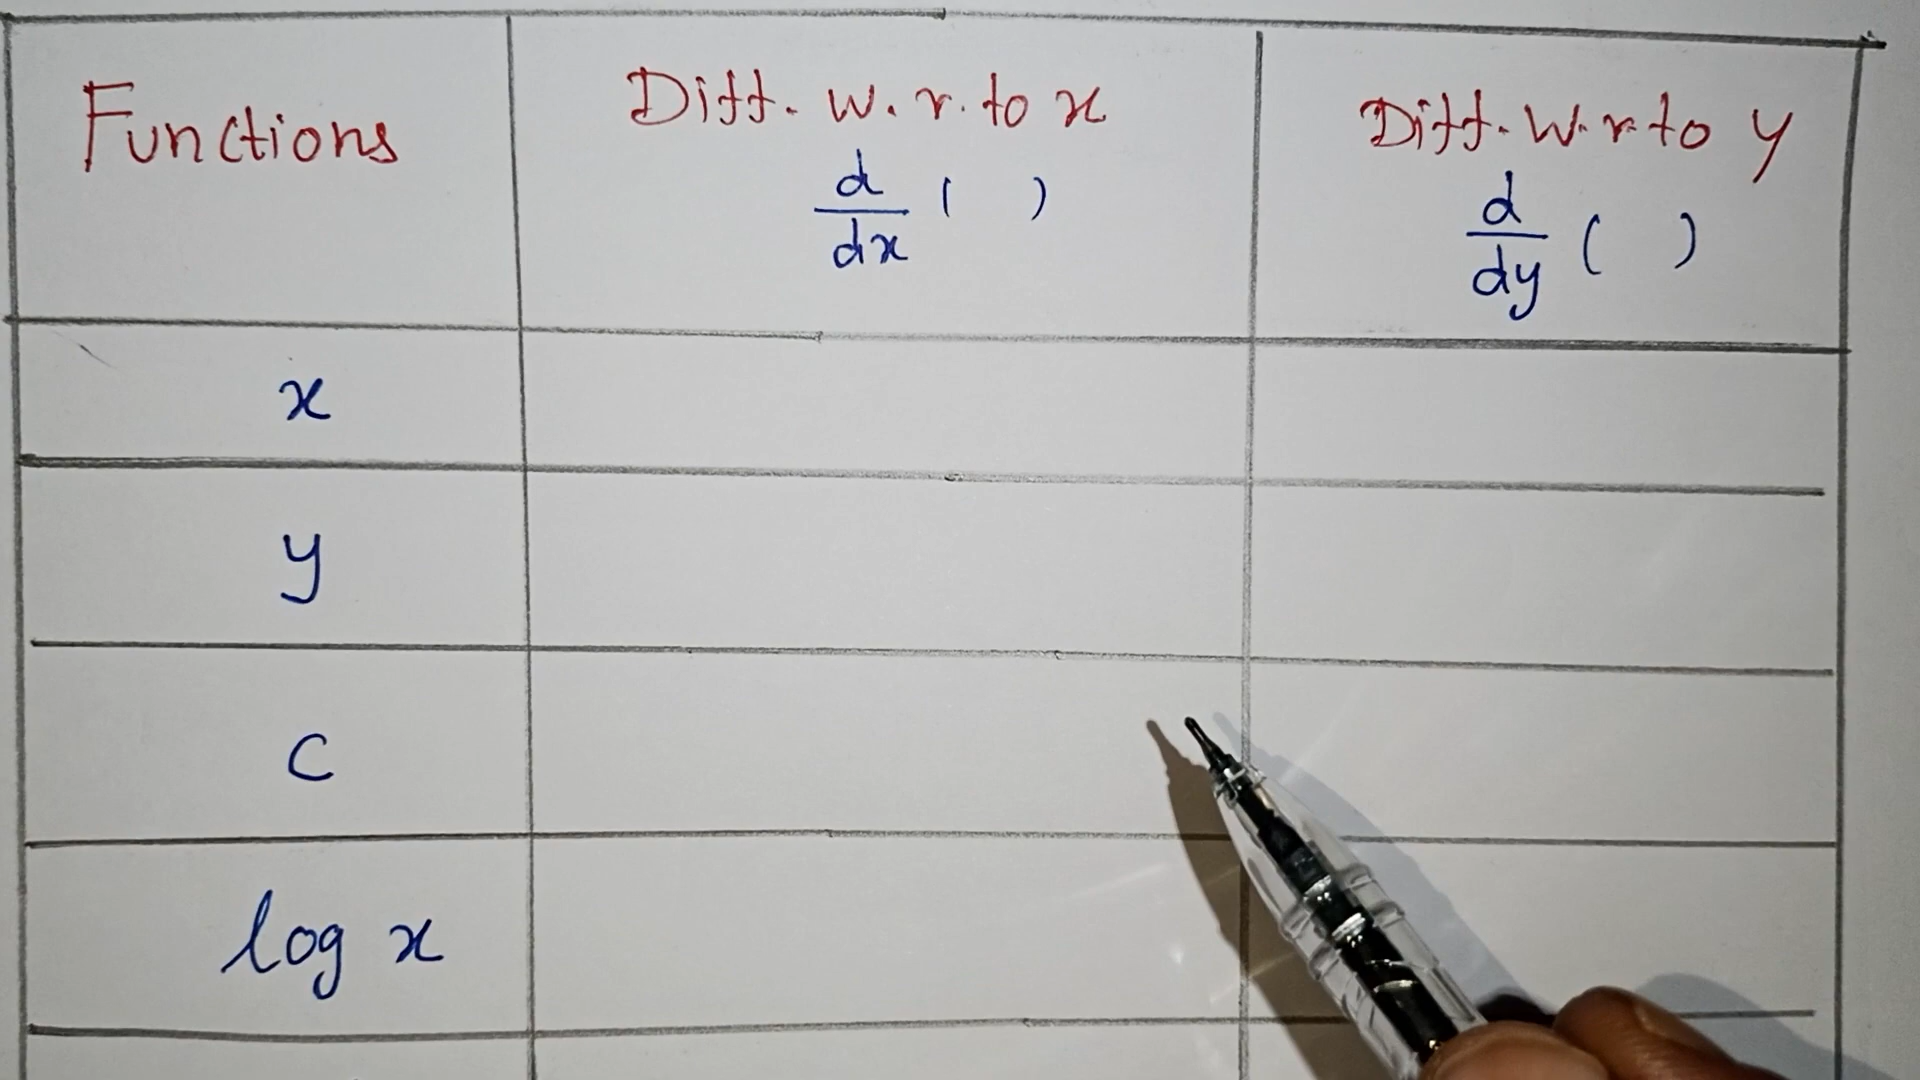 Functions
Diff. w. r. to x
d/dx ( )
Diff. W. r. to y
d/dy ( )
x
y
c
log x